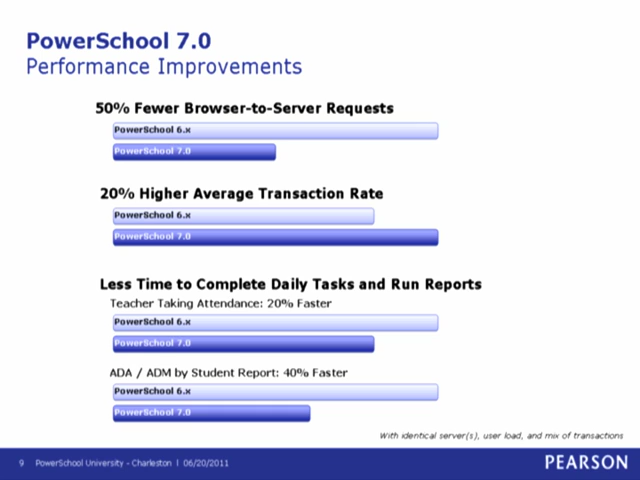 PowerSchool 7.0
Performance Improvements
50% Fewer Browser-to-Server Requests
PowerSchool 6.x
PowerSchool 7.0
20% Higher Average Transaction Rate
PowerSchool 6.x
PowerSchool 7.0
Less Time to Complete Daily Tasks and Run Reports
Teacher Taking Attendance: 20% Faster
PowerSchool 6.x
PowerSchool 7.0
ADA / ADM by Student Report: 40% Faster
PowerSchool 6.x
PowerSchool 7.0
With identical server(s), user load, and mix of transactions
9 PowerSchool University - Charleston | 06/20/2011 PEARSON